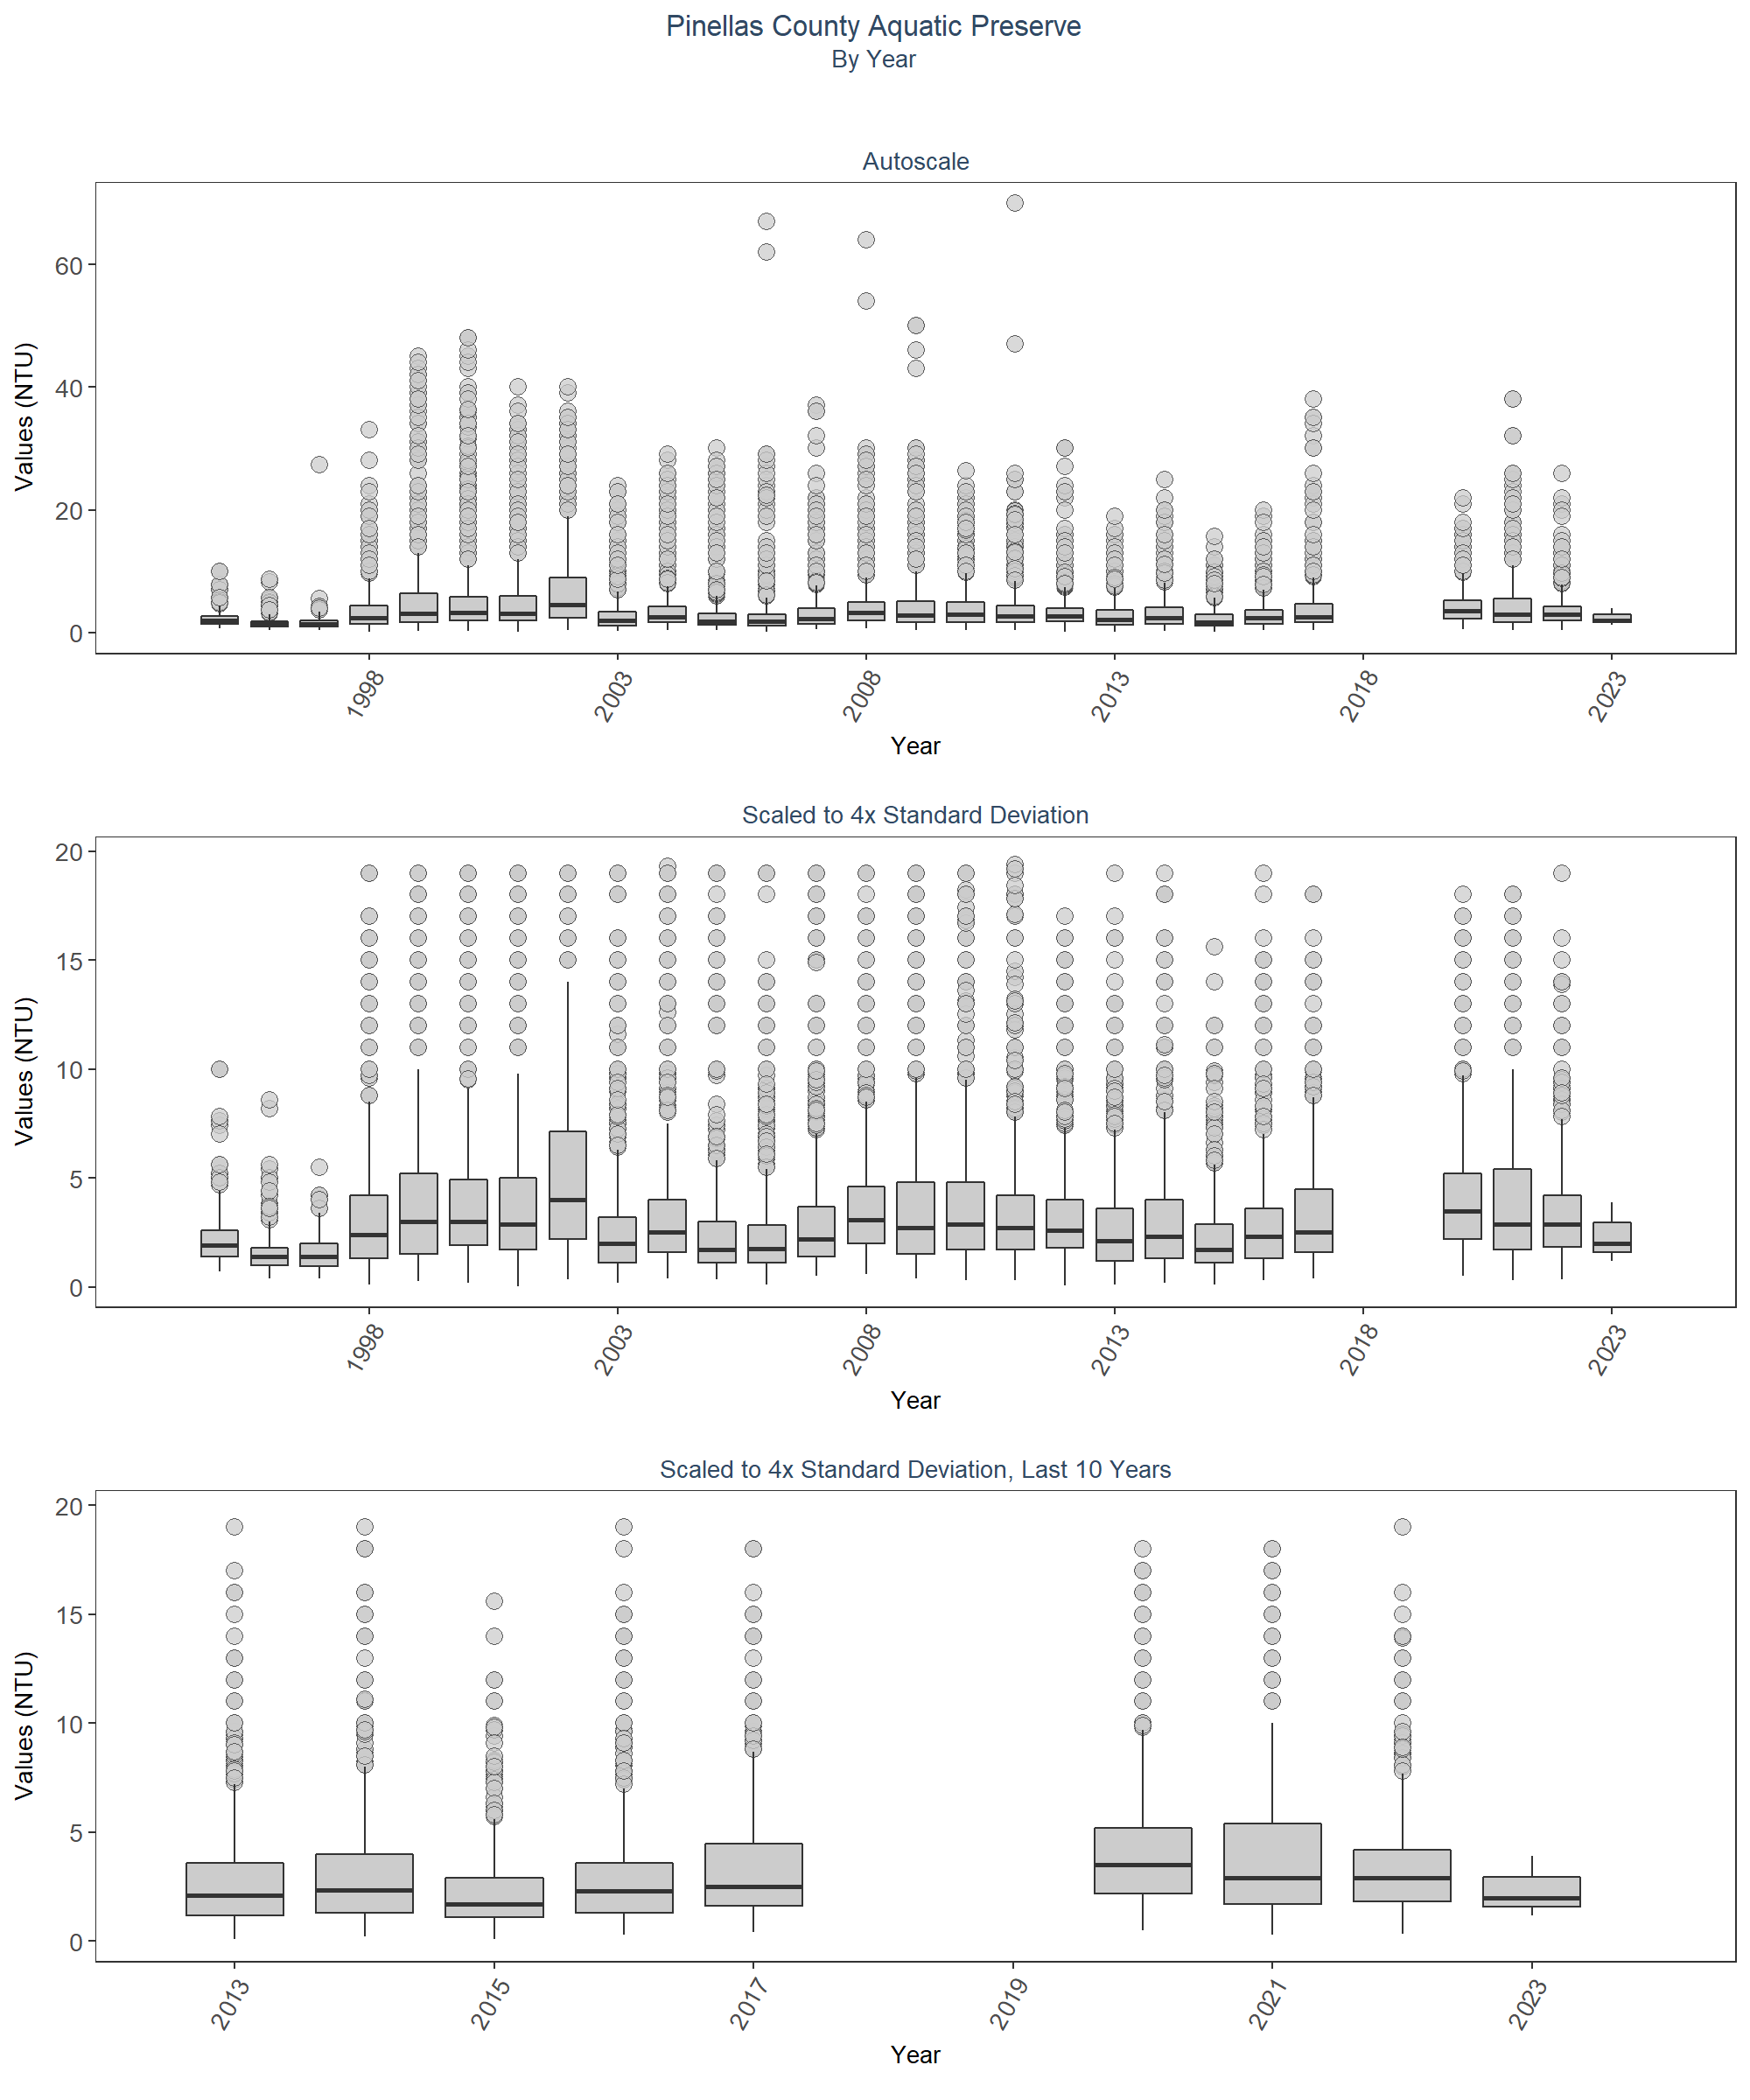 Pinellas County Aquatic Preserve
By Year
Autoscale
Values (NTU)
60
40
20
0
1998 2003 2008 2013 2018 2023
Year
Scaled to 4x Standard Deviation
Values (NTU)
20
15
10
5
0
1998 2003 2008 2013 2018 2023
Year
Scaled to 4x Standard Deviation, Last 10 Years
Values (NTU)
20
15
10
5
0
2013 2015 2017 2019 2021 2023
Year